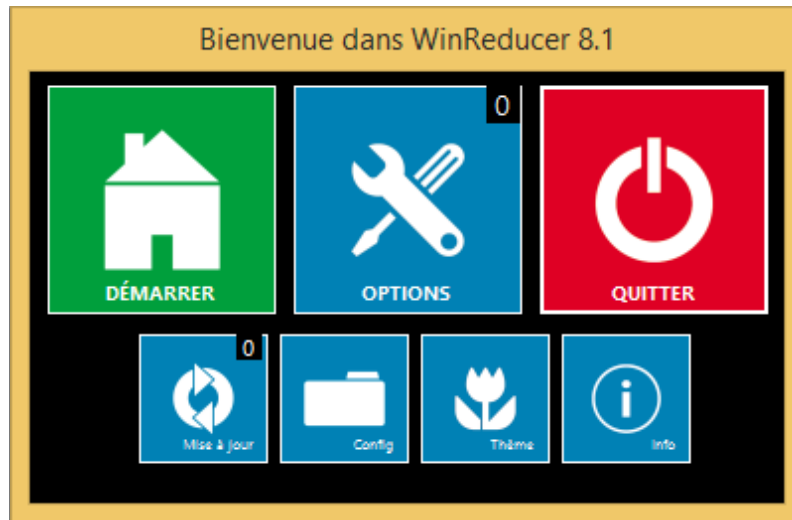 Bienvenue dans WinReducer 8.1
0
DÉMARRER
OPTIONS
QUITTER
0
Mise à jour
Config
Thème
Info